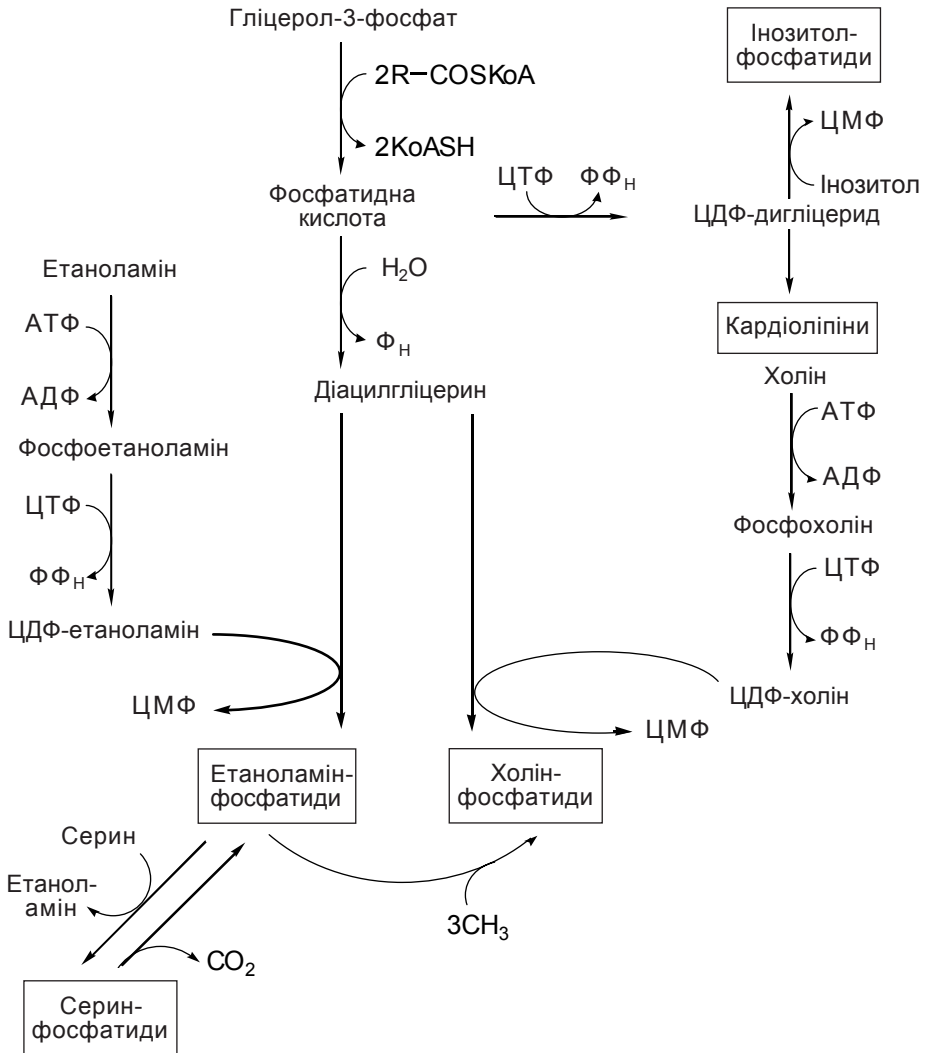 Гліцерол-3-фосфат
2R–COSKoA
2KoASH
Фосфатидна
кислота
ЦТФ
ФФН
Інозитол-
фосфатиди
ЦМФ
Інозитол
ЦДФ-дигліцерид
Кардіоліпіни
Етаноламін
АТФ
АДФ
Фосфоетаноламін
ЦТФ
ФФН
ЦДФ-етаноламін
ЦМФ
H2O
ФН
Діацилгліцерин
Холін
АТФ
АДФ
Фосфохолін
ЦТФ
ФФН
ЦДФ-холін
ЦМФ
Етаноламін-
фосфатиди
Холін-
фосфатиди
Серин
Етанол-
амін
3CH3
CO2
Серин-
фосфатиди